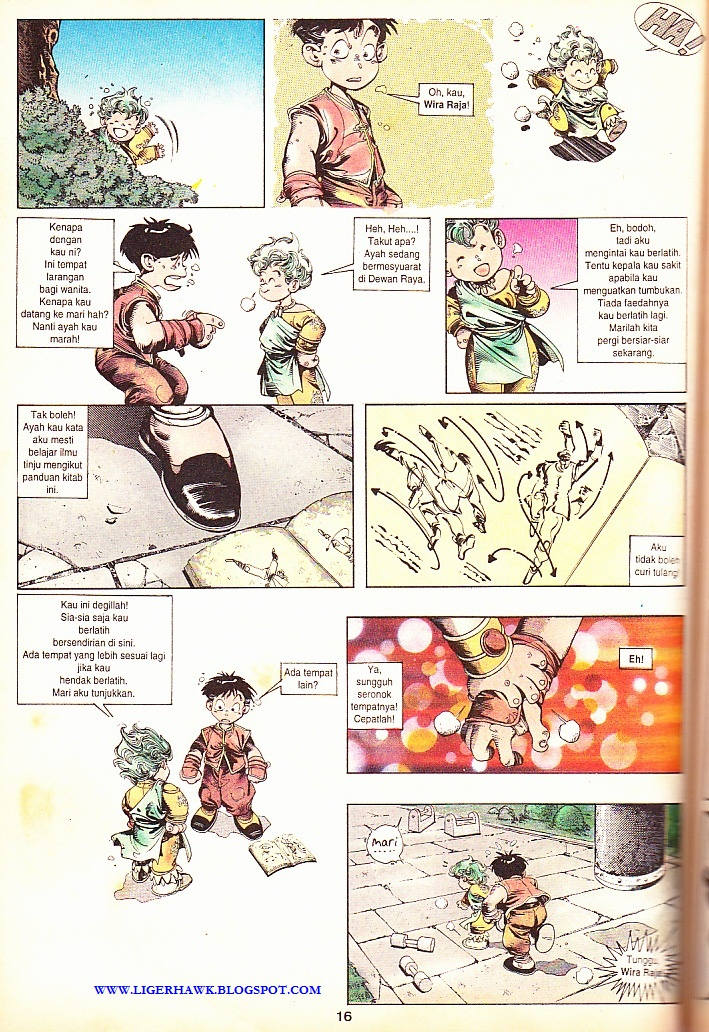 HA!
Oh, kau,
Wira Raja!
Kenapa
dengan
kau ni?
Ini tempat
larangan
bagi wanita.
Kenapa kau
datang ke mari hah?
Nanti ayah kau
marah!
Heh, Heh....!
Takut apa?
Ayah sedang
bermesyuarat
di Dewan Raya.
Eh, bodoh,
tadi aku
mengintai kau berlatih.
Tentu kepala kau sakit
apabila kau
menguatkan tumbukan.
Tiada faedahnya
kau berlatih lagi.
Marilah kita
pergi bersiar-siar
sekarang.
Tak boleh!
Ayah kau kata
aku mesti
belajar ilmu
tinju mengikut
panduan kitab
ini.
Aku
tidak boleh
curi tulang!
Kau ini degillah!
Sia-sia saja kau
berlatih
bersendirian di sini.
Ada tempat yang lebih sesuai lagi
jika kau
hendak berlatih.
Mari aku tunjukkan.
Ada tempat
lain?
Ya,
sungguh
seronok
tempatnya!
Cepatlah!
Eh!
mari
.....
Tunggu
Wira Raja
WWW.LIGERHAWK.BLOGSPOT.COM
16